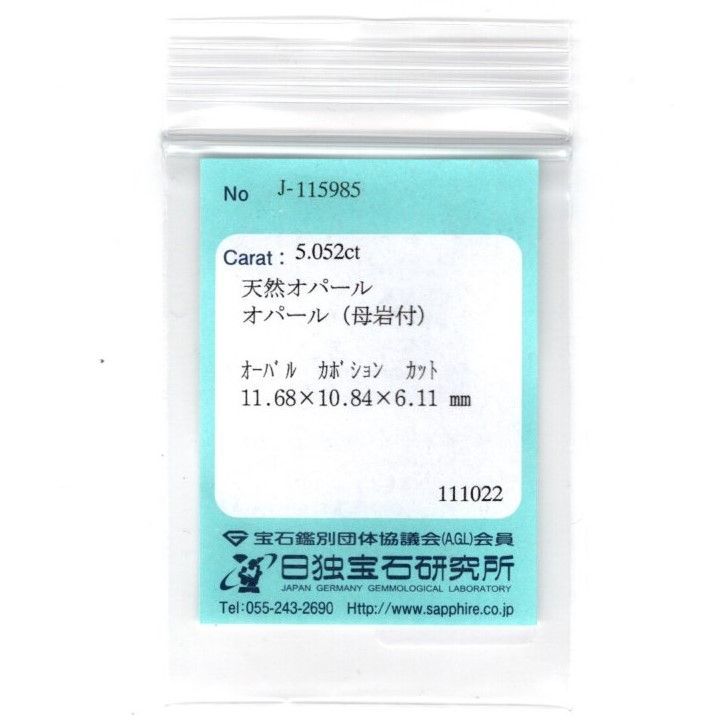 No J-115985
Carat : 5.052ct
天然オパール
オパール（母岩付）
ｵｰﾊﾞﾙ ｶﾎﾞｼｮﾝ ｶｯﾄ
11.68×10.84×6.11 mm
111022
宝石鑑別団体協議会(A.G.L)会員
日独宝石研究所
JAPAN GERMANY GEMMOLOGICAL LABORATORY
Tel:055-243-2690 Http://www.sapphire.co.jp